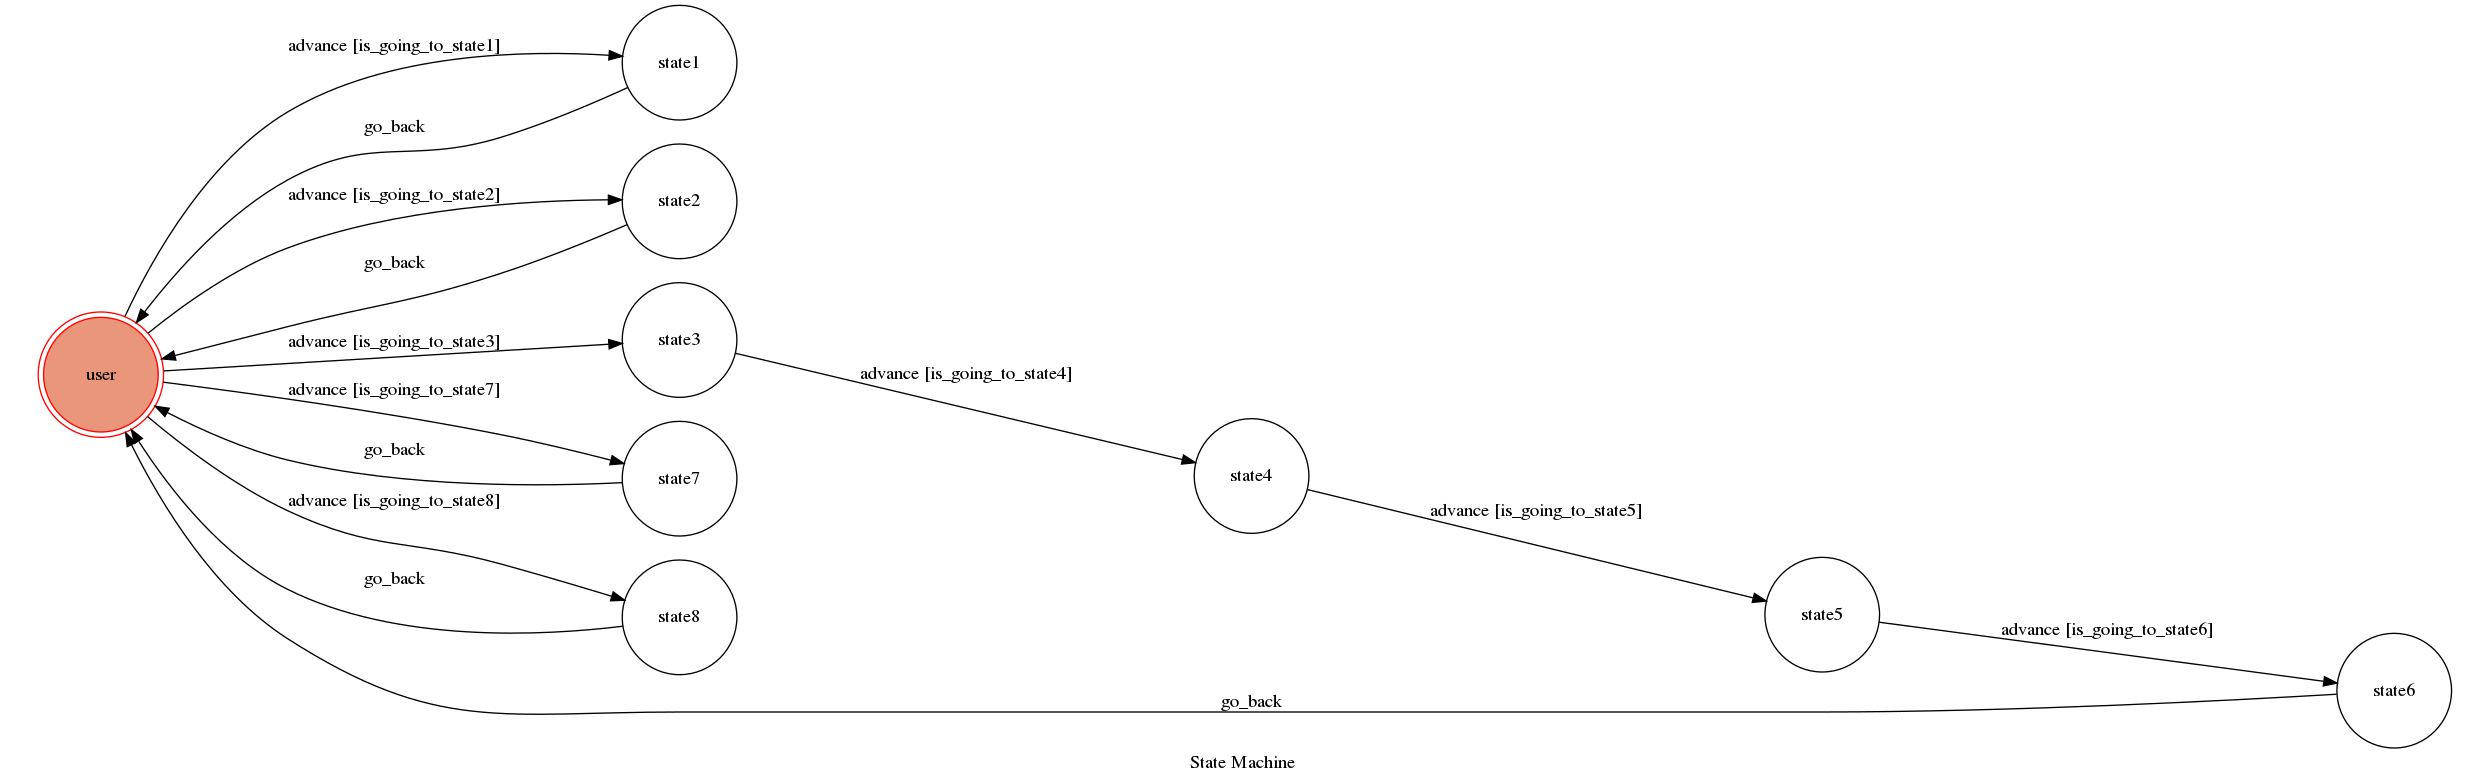 advance [is_going_to_state1]
state1
go_back
advance [is_going_to_state2]
state2
go_back
advance [is_going_to_state3]
state3
user
advance [is_going_to_state4]
advance [is_going_to_state7]
go_back
state7
state4
advance [is_going_to_state8]
advance [is_going_to_state5]
go_back
state8
state5
advance [is_going_to_state6]
state6
go_back
State Machine